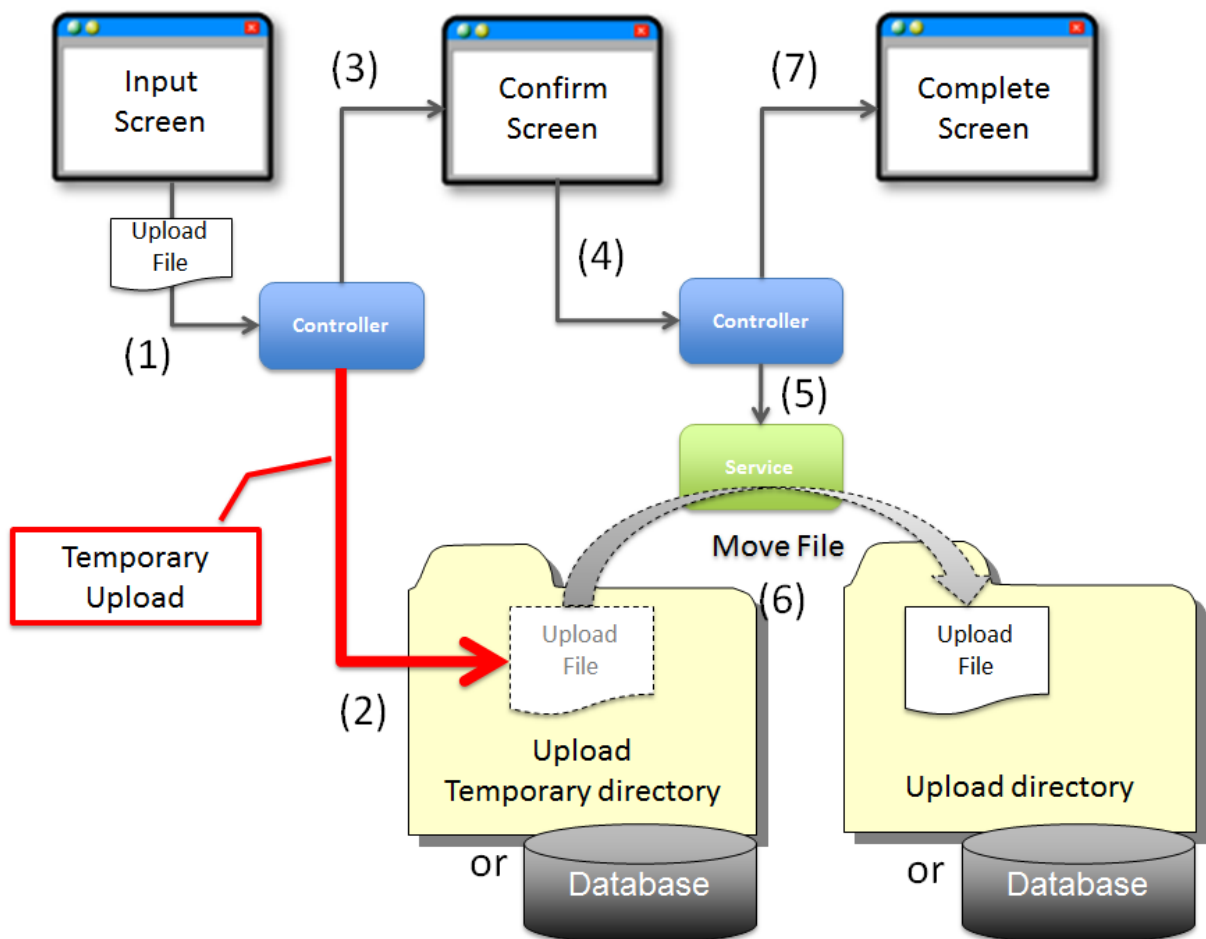 Input
Screen
(3)
Confirm
Screen
(7)
Complete
Screen
Upload
File
(1)
Controller
(4)
Controller
(5)
Service
Temporary
Upload
Move File
(6)
(2)
Upload
File
Upload
Temporary directory
Upload
File
Upload directory
or
Database
or
Database